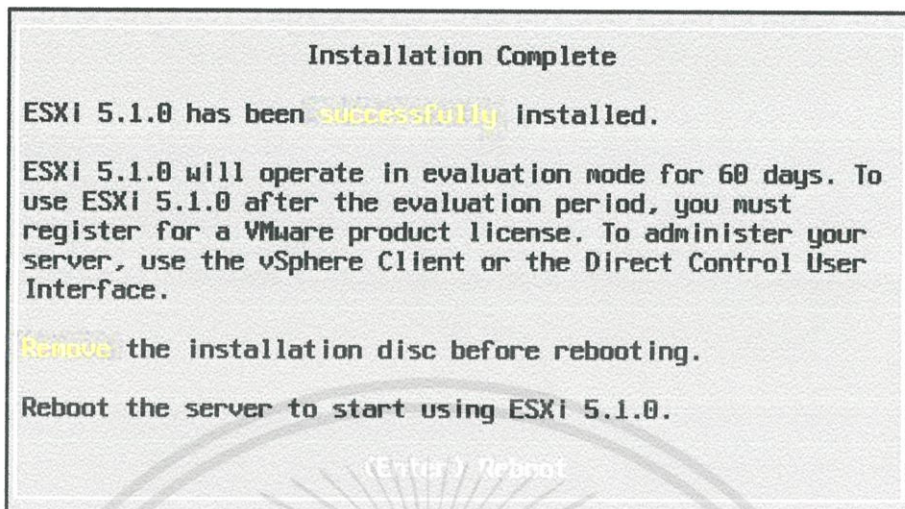 Installation Complete
ESXi 5.1.0 has been successfully installed.
ESXi 5.1.0 will operate in evaluation mode for 60 days. To
use ESXi 5.1.0 after the evaluation period, you must
register for a VMware product license. To administer your
server, use the vSphere Client or the Direct Control User
Interface.
Remove the installation disc before rebooting.
Reboot the server to start using ESXi 5.1.0.
(Enter) Reboot